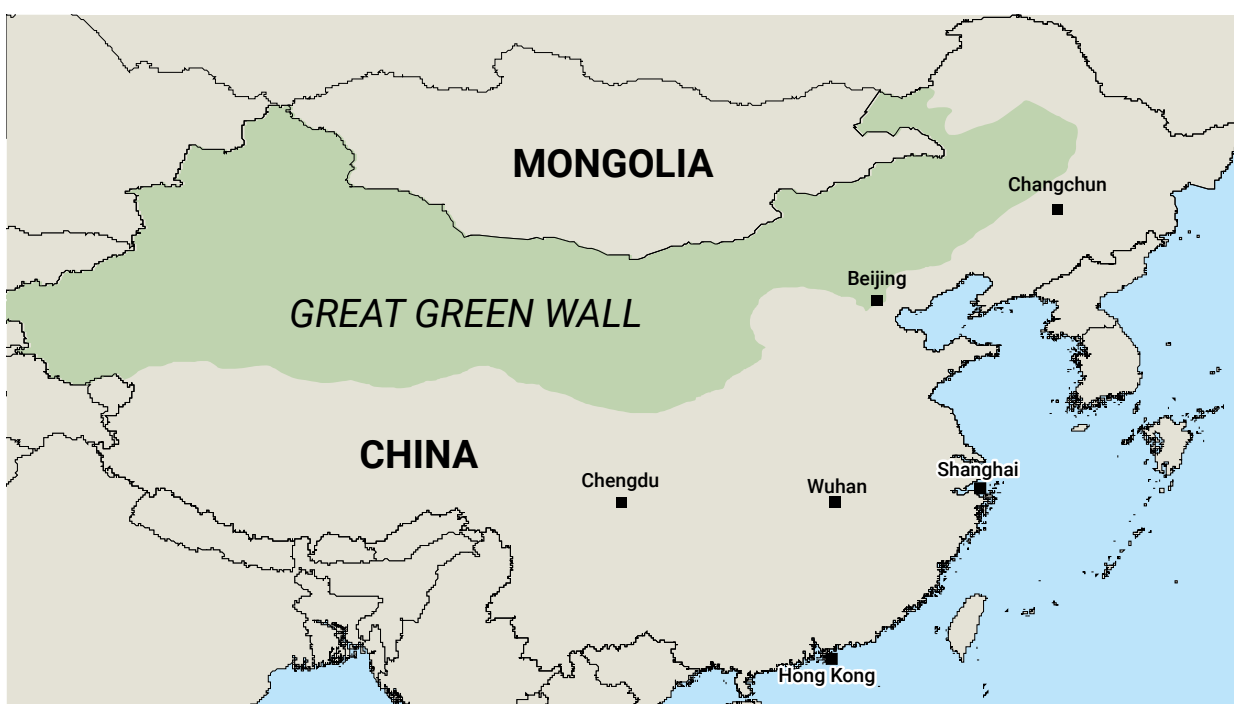 MONGOLIA
Changchun
Beijing
GREAT GREEN WALL
CHINA
Chengdu
Wuhan
Shanghai
Hong Kong